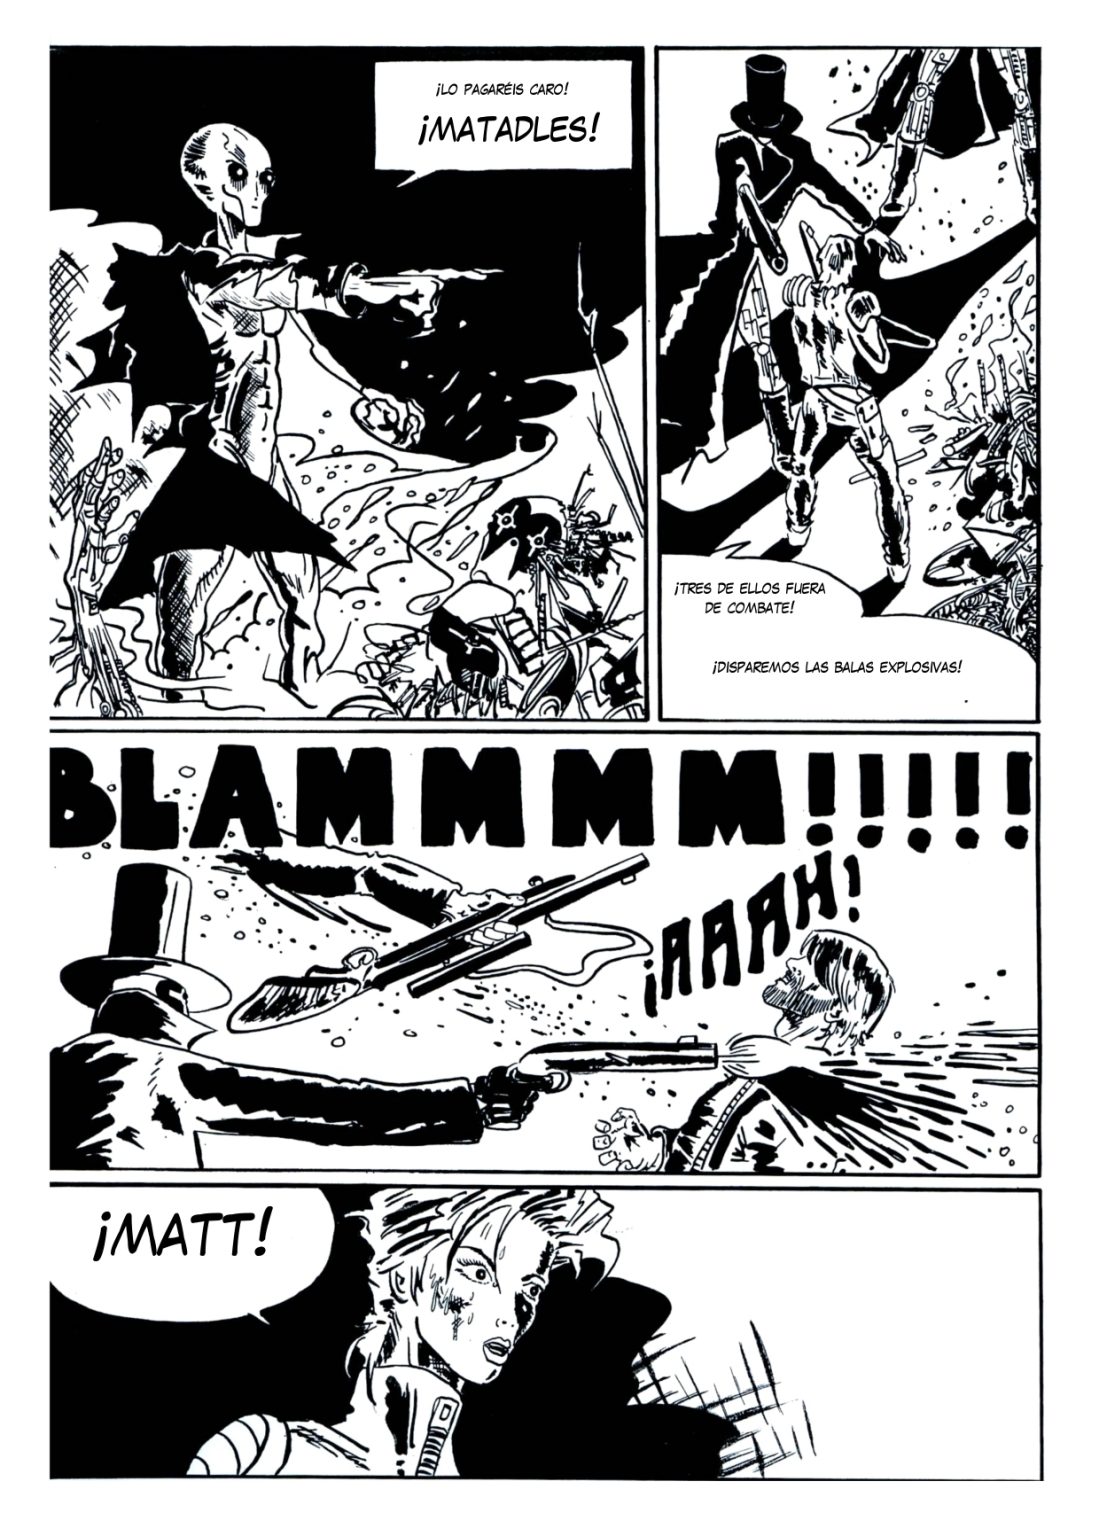 ¡LO PAGARÉIS CARO!
¡MATADLES!
¡TRES DE ELLOS FUERA
DE COMBATE!
¡DISPAREMOS LAS BALAS EXPLOSIVAS!
BLAMMMM!!!!!
¡AAAH!
¡MATT!